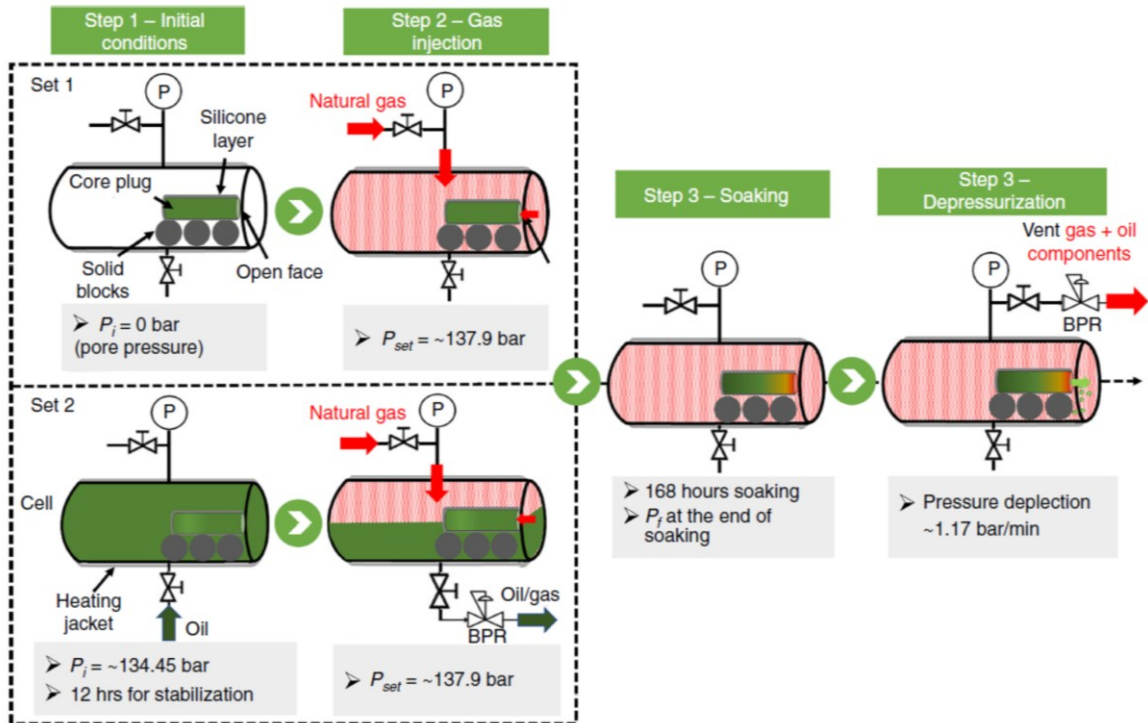 Step 1 – Initial
conditions
Step 2 – Gas
injection
Set 1
P
Silicone
layer
Core plug
Solid
blocks
Open face
➢ Pi = 0 bar
(pore pressure)
Natural gas
P
➢ Pset = ~137.9 bar
Set 2
P
Cell
Heating
jacket
Oil
➢ Pi = ~134.45 bar
➢ 12 hrs for stabilization
Natural gas
P
Oil/gas
BPR
➢ Pset = ~137.9 bar
Step 3 – Soaking
P
➢ 168 hours soaking
➢ Pf at the end of
soaking
Step 3 –
Depressurization
Vent gas + oil
components
P
BPR
➢ Pressure deplection
~1.17 bar/min